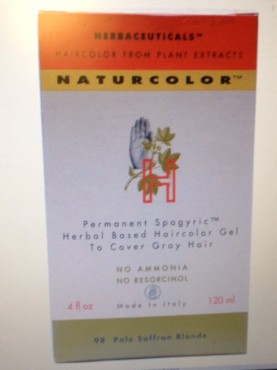 HERBACEUTICALS™
HAIRCOLOR FROM PLANT EXTRACTS
NATURCOLOR™
H
Permanent Spagyric™
Herbal Based Haircolor Gel
To Cover Gray Hair
NO AMMONIA
NO RESORCINOL
4 fl oz Made in Italy 120 ml
9R Pale Saffron Blonde